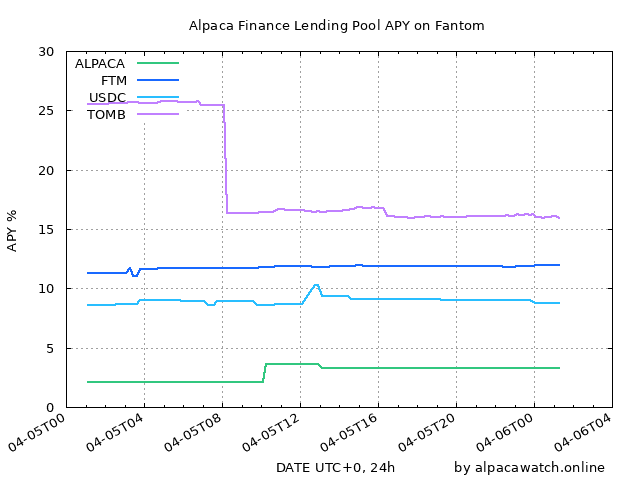 Alpaca Finance Lending Pool APY on Fantom
30
25
20
15
10
5
0
APY %
ALPACA
FTM
USDC
TOMB
04-05T00
04-05T04
04-05T08
04-05T12
04-05T16
04-05T20
04-06T00
04-06T04
DATE UTC+0, 24h
by alpacawatch.online